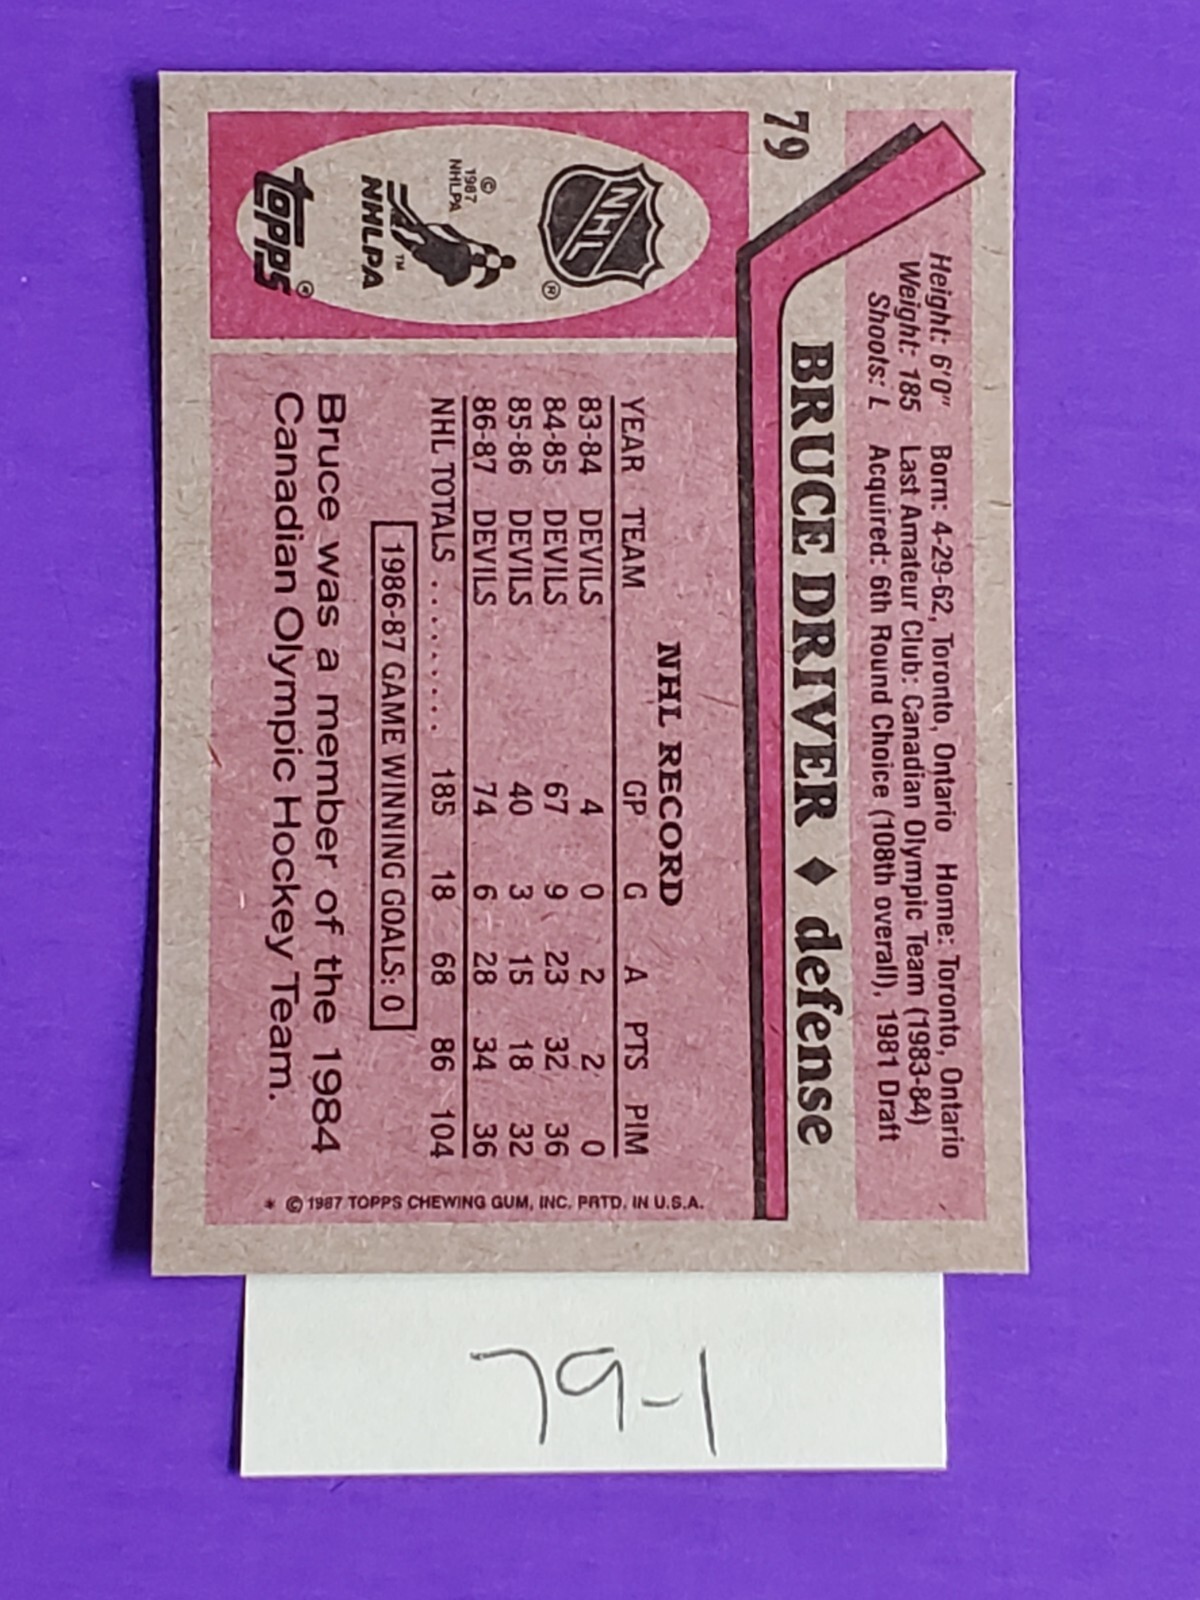 79
Height: 6'0" Born: 4-29-62, Toronto, Ontario Home: Toronto, Ontario
Weight: 185 Last Amateur Club: Canadian Olympic Team (1983-84)
Shoots: L Acquired: 6th Round Choice (108th overall), 1981 Draft
BRUCE DRIVER ♦ defense
NHL
®
© 1987 NHLPA
™
NHLPA
TOPPS®
NHL RECORD
YEAR TEAM GP G A PTS PIM
83-84 DEVILS 4 0 2 2 0
84-85 DEVILS 67 9 23 32 36
85-86 DEVILS 40 3 15 18 32
86-87 DEVILS 74 6 28 34 36
NHL TOTALS ......... 185 18 68 86 104
1986-87 GAME WINNING GOALS: 0
Bruce was a member of the 1984
Canadian Olympic Hockey Team.
* © 1987 TOPPS CHEWING GUM, INC. PRTD. IN U.S.A.
79-1